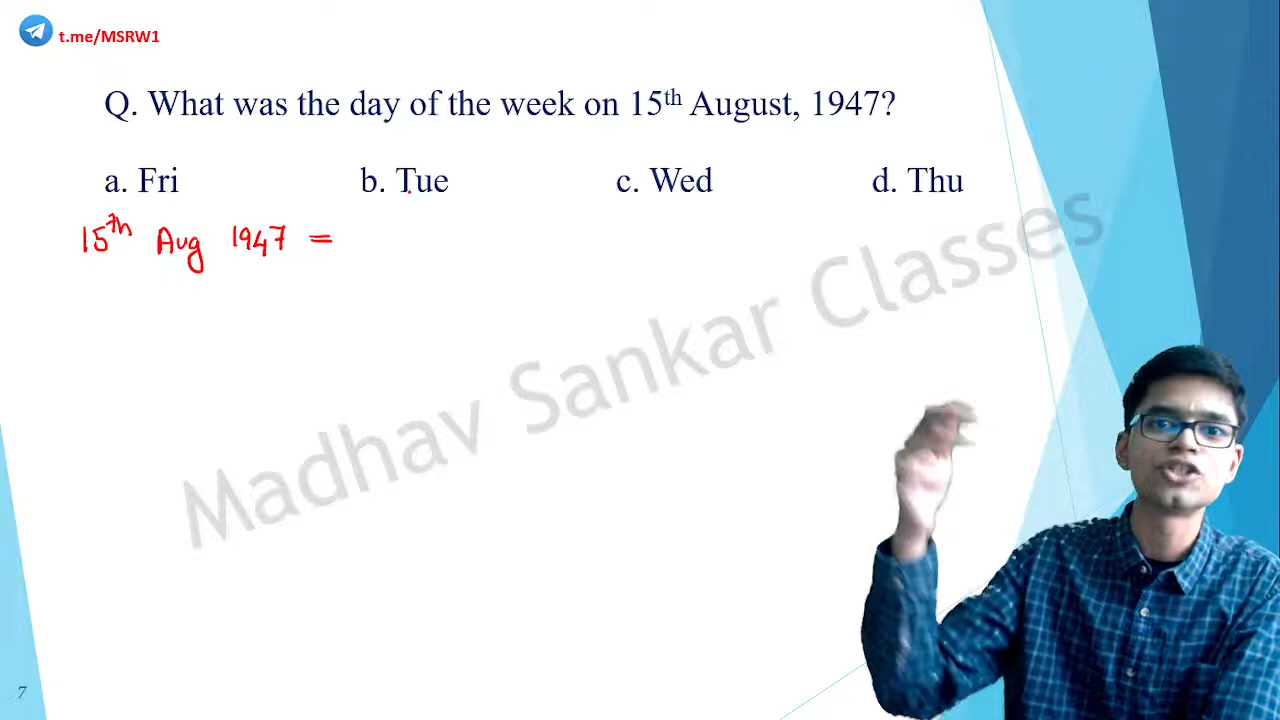 t.me/MSRW1
Q. What was the day of the week on 15th August, 1947?
a. Fri b. Tue c. Wed d. Thu
15th Aug 1947 =
Madhav Sankar Classes
7